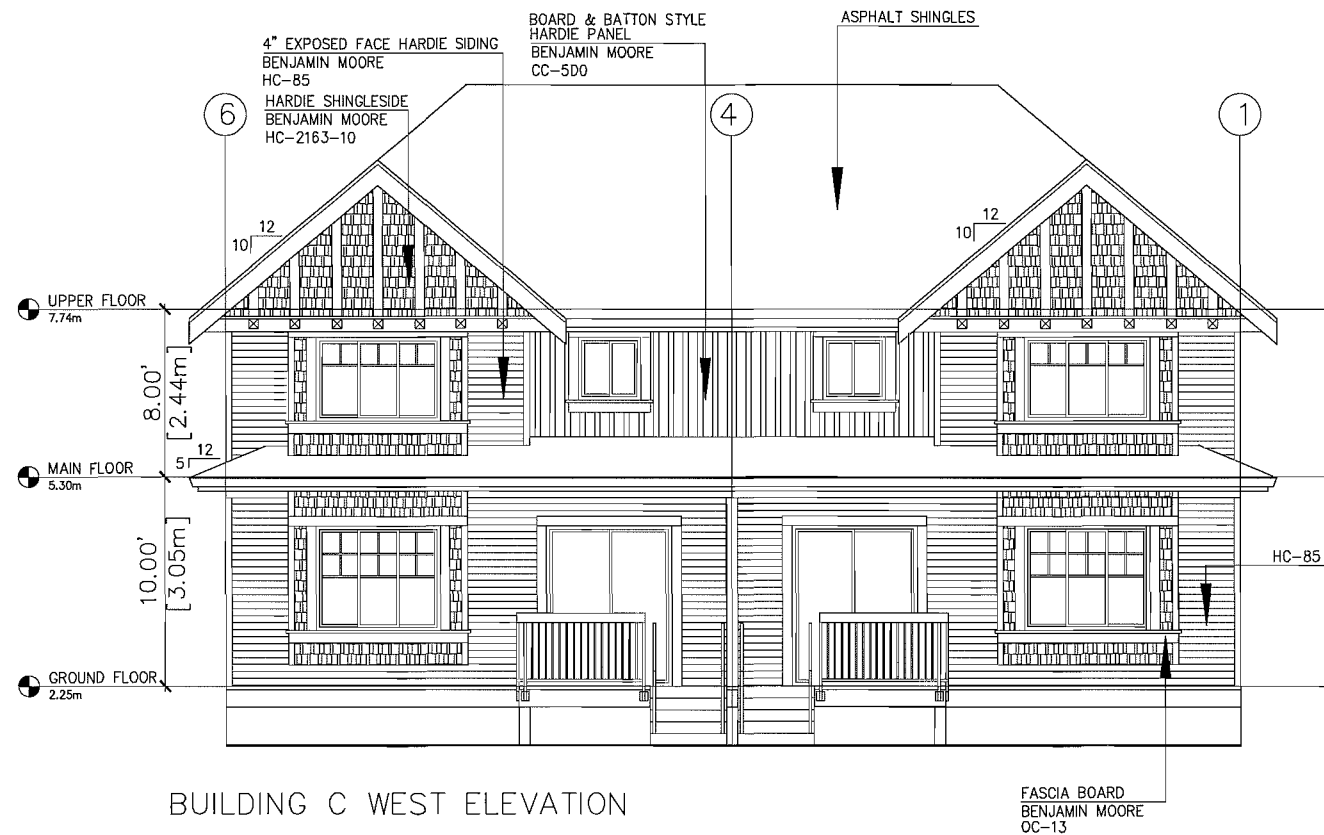 BOARD & BATTON STYLE
HARDIE PANEL
BENJAMIN MOORE
CC-5D0
ASPHALT SHINGLES
4" EXPOSED FACE HARDIE SIDING
BENJAMIN MOORE
HC-85
HARDIE SHINGLESIDE
BENJAMIN MOORE
HC-2163-10
6
4
1
12
10
12
10
UPPER FLOOR
7.74m
8.00'
[2.44m]
12
5
MAIN FLOOR
5.30m
10.00'
[3.05m]
HC-85
GROUND FLOOR
2.25m
FASCIA BOARD
BENJAMIN MOORE
OC-13
BUILDING C WEST ELEVATION